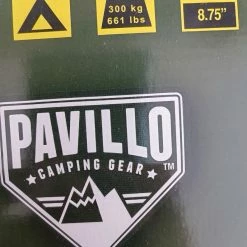 300 kg
661 lbs
8.75"
PAVILLO
TM
★ CAMPING GEAR ★